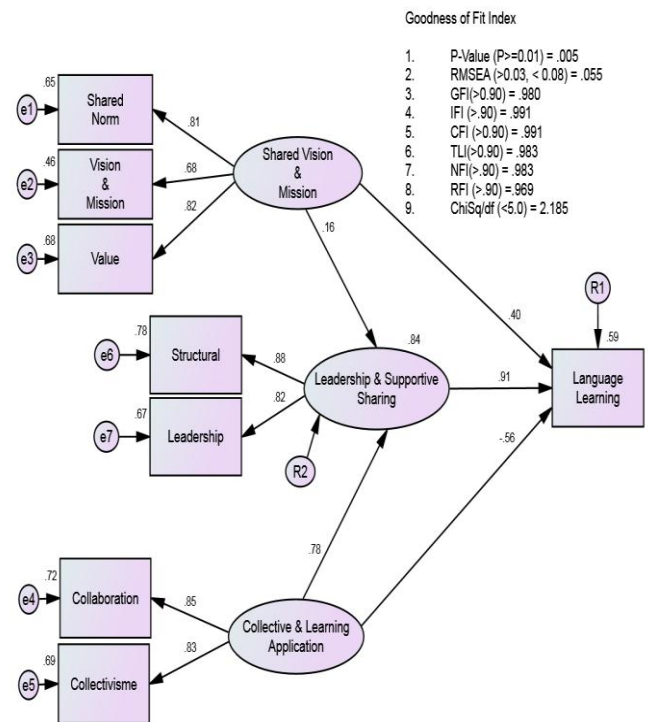 Goodness of Fit Index
1. P-Value (P>=0.01) = .005
2. RMSEA (>0.03, < 0.08) = .055
3. GFI(>0.90) = .980
4. IFI (>.90) = .991
5. CFI (>0.90) = .991
6. TLI(>0.90) = .983
7. NFI(>.90) = .983
8. RFI (>.90) =.969
9. ChiSq/df (<5.0) = 2.185
.65
e1
Shared
Norm
.81
.46
e2
Vision
&
Mission
.68
.68
e3
Value
.82
Shared Vision
&
Mission
.16
.40
.78
e6
Structural
.88
.67
e7
Leadership
.82
.84
Leadership & Supportive
Sharing
R2
.91
R1
.59
Language
Learning
-.56
.78
.72
e4
Collaboration
.85
.69
e5
Collectivisme
.83
Collective & Learning
Application